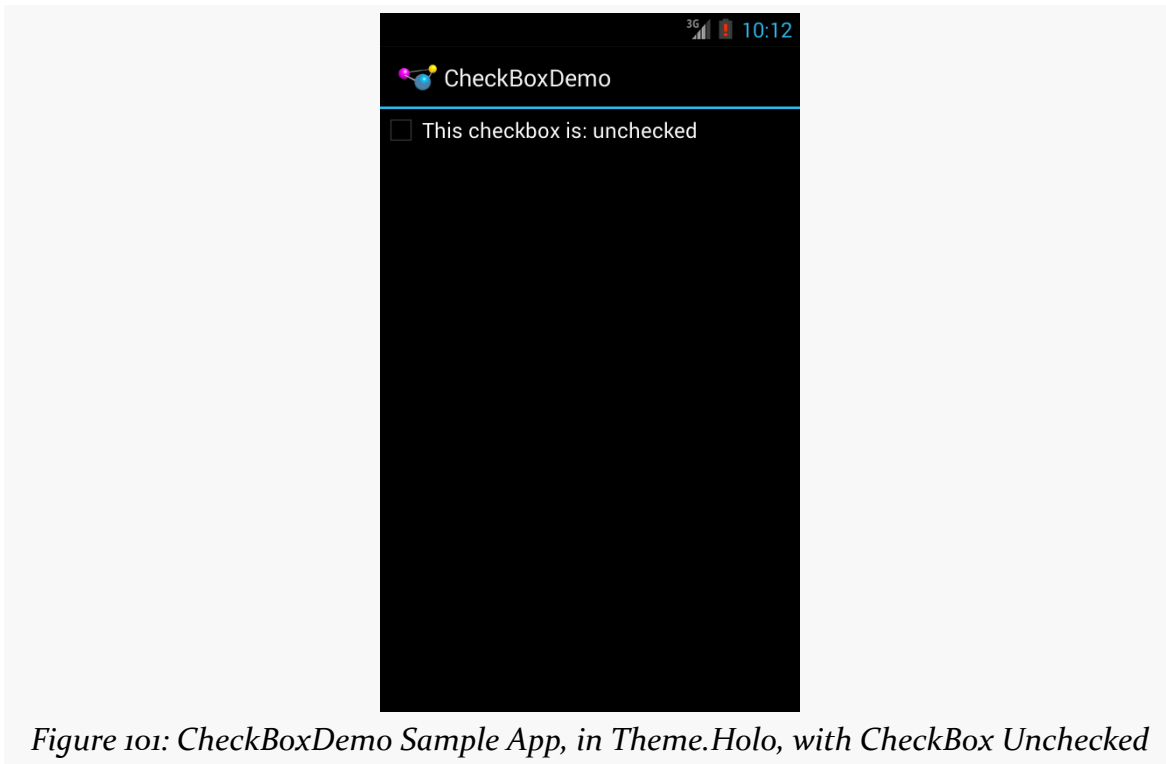 3G 10:12
CheckBoxDemo
This checkbox is: unchecked
Figure 101: CheckBoxDemo Sample App, in Theme.Holo, with CheckBox Unchecked